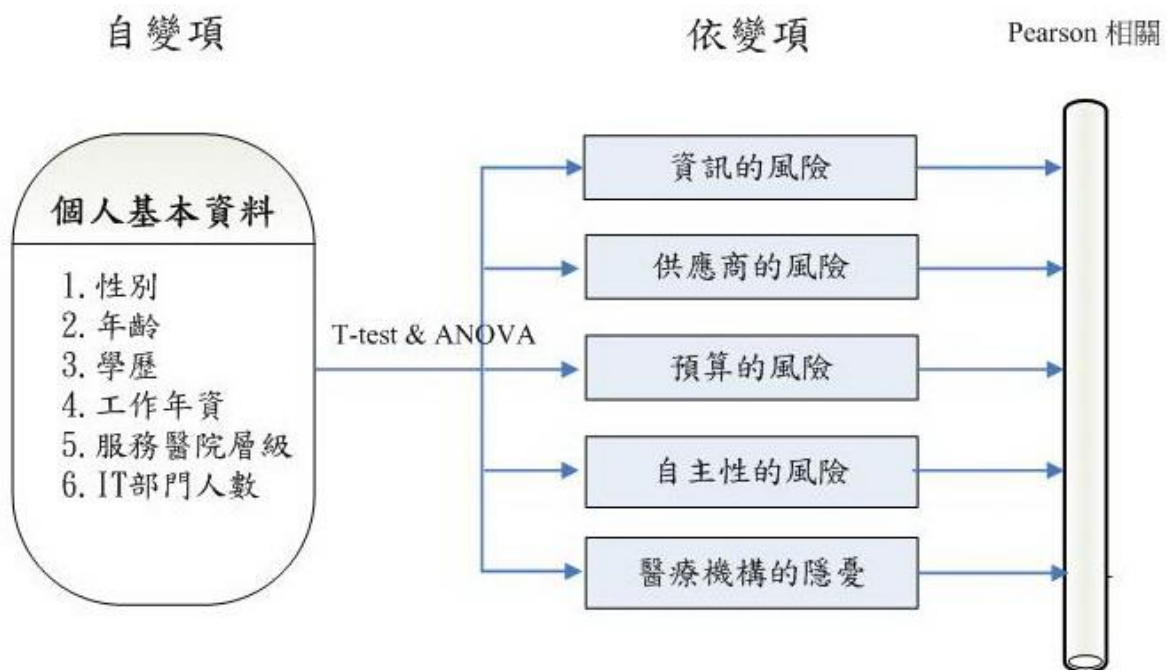 自變項
依變項
Pearson 相關
個人基本資料
1. 性別
2. 年齡
3. 學歷
4. 工作年資
5. 服務醫院層級
6. IT部門人數
T-test & ANOVA
資訊的風險
供應商的風險
預算的風險
自主性的風險
醫療機構的隱憂